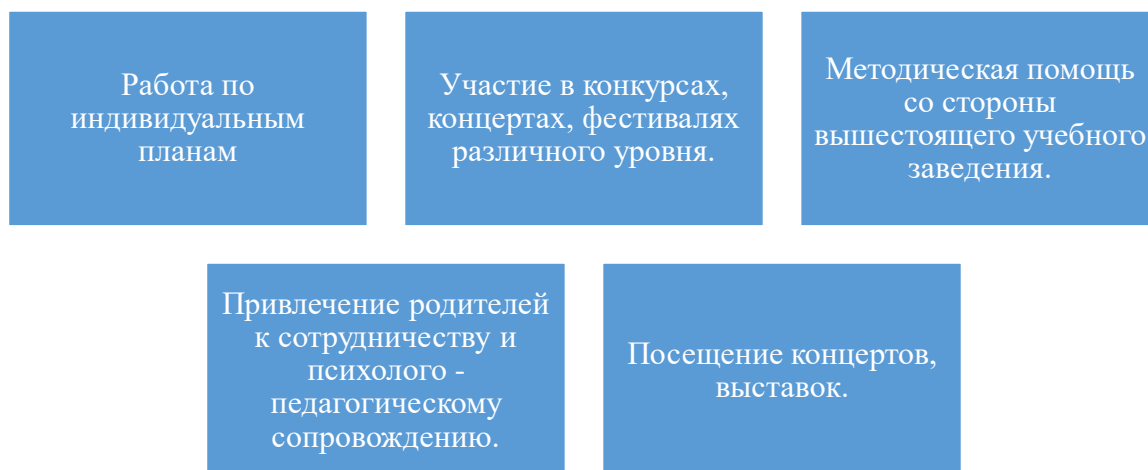 Работа по
индивидуальным
планам
Участие в конкурсах,
концертах, фестивалях
различного уровня.
Методическая помощь
со стороны
вышестоящего учебного
заведения.
Привлечение родителей
к сотрудничеству и
психолого -
педагогическому
сопровождению.
Посещение концертов,
выставок.